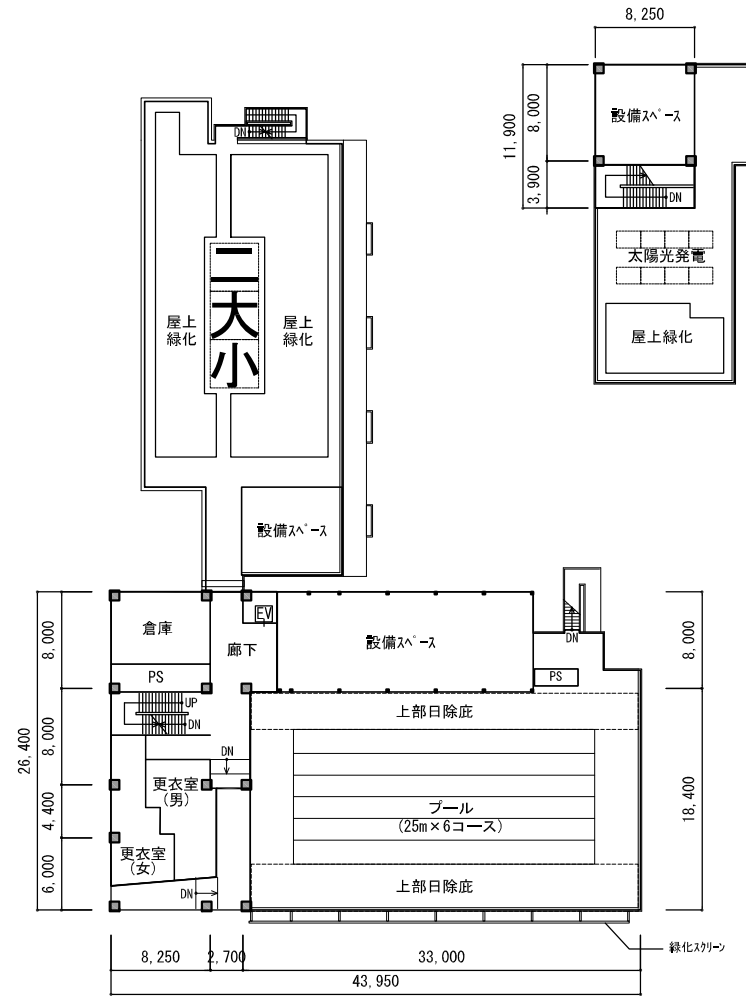 8,250
11,900
8,000
3,900
設備スペース
DN
太陽光発電
屋上緑化
DN
二
大
小
屋上
緑化
屋上
緑化
設備スペース
26,400
8,000
8,000
4,400
6,000
倉庫
PS
廊下
EV
設備スペース
DN
PS
UP
DN
DN
更衣室
(男)
更衣室
(女)
DN
上部日除庇
プール
(25m×6コース)
上部日除庇
8,000
18,400
緑化スクリーン
8,250
2,700
33,000
43,950